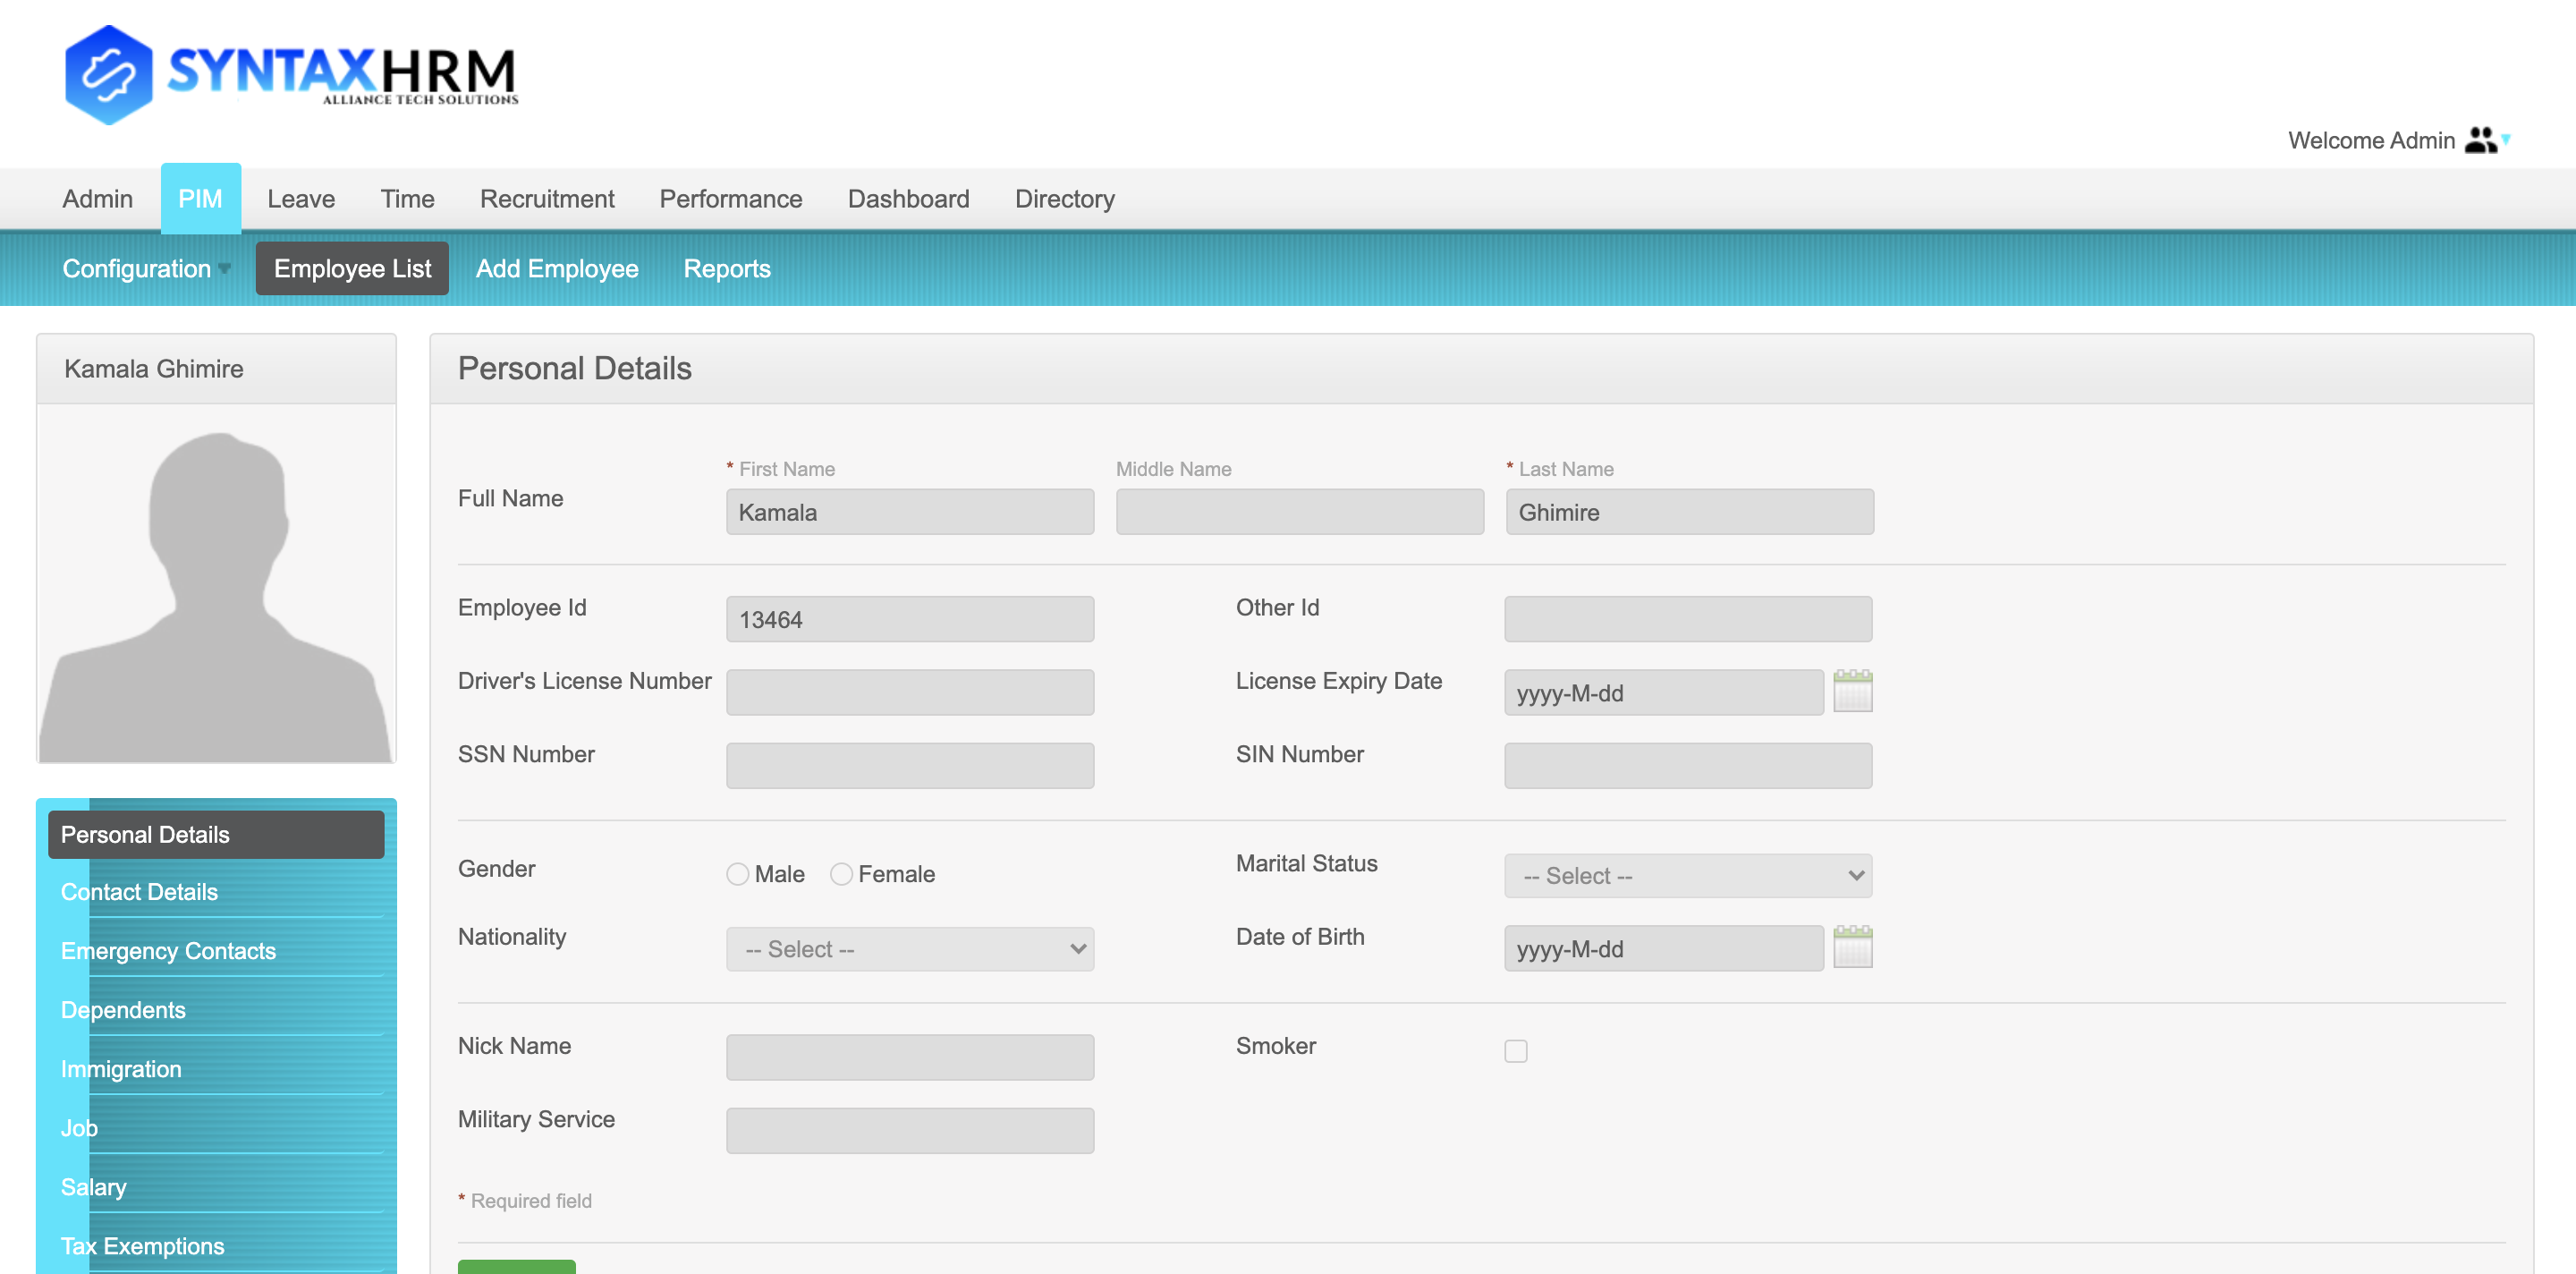 SYNTAXHRM
ALLIANCE TECH SOLUTIONS
Welcome Admin
Admin PIM Leave Time Recruitment Performance Dashboard Directory
Configuration Employee List Add Employee Reports
Kamala Ghimire
Personal Details
Contact Details
Emergency Contacts
Dependents
Immigration
Job
Salary
Tax Exemptions
Personal Details
* First Name Middle Name * Last Name
Full Name Kamala Ghimire
Employee Id 13464 Other Id
Driver's License Number License Expiry Date yyyy-M-dd
SSN Number SIN Number
Gender Male Female Marital Status -- Select --
Nationality -- Select -- Date of Birth yyyy-M-dd
Nick Name Smoker
Military Service
* Required field